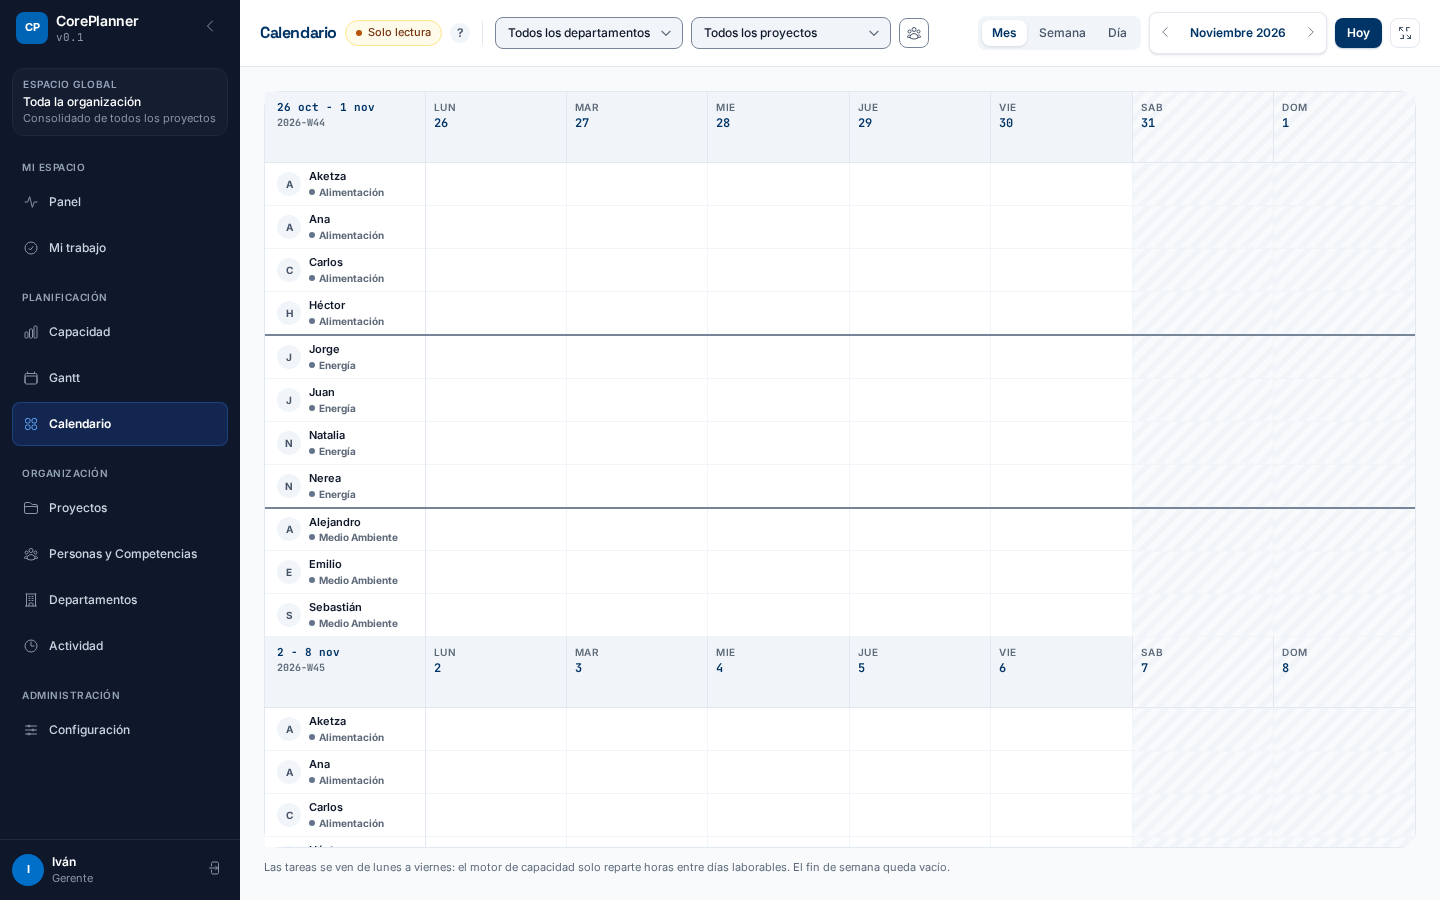 CP
CorePlanner
v0.1
ESPACIO GLOBAL
Toda la organización
Consolidado de todos los proyectos
MI ESPACIO
Panel
Mi trabajo
PLANIFICACIÓN
Capacidad
Gantt
Calendario
ORGANIZACIÓN
Proyectos
Personas y Competencias
Departamentos
Actividad
ADMINISTRACIÓN
Configuración
I
Iván
Gerente
Calendario
Solo lectura
?
Todos los departamentos
Todos los proyectos
Mes
Semana
Día
Noviembre 2026
Hoy
26 oct - 1 nov
2026-W44
LUN
26
MAR
27
MIE
28
JUE
29
VIE
30
SAB
31
DOM
1
A
Aketza
Alimentación
A
Ana
Alimentación
C
Carlos
Alimentación
H
Héctor
Alimentación
J
Jorge
Energía
J
Juan
Energía
N
Natalia
Energía
N
Nerea
Energía
A
Alejandro
Medio Ambiente
E
Emilio
Medio Ambiente
S
Sebastián
Medio Ambiente
2 - 8 nov
2026-W45
LUN
2
MAR
3
MIE
4
JUE
5
VIE
6
SAB
7
DOM
8
A
Aketza
Alimentación
A
Ana
Alimentación
C
Carlos
Alimentación
Las tareas se ven de lunes a viernes: el motor de capacidad solo reparte horas entre días laborables. El fin de semana queda vacío.